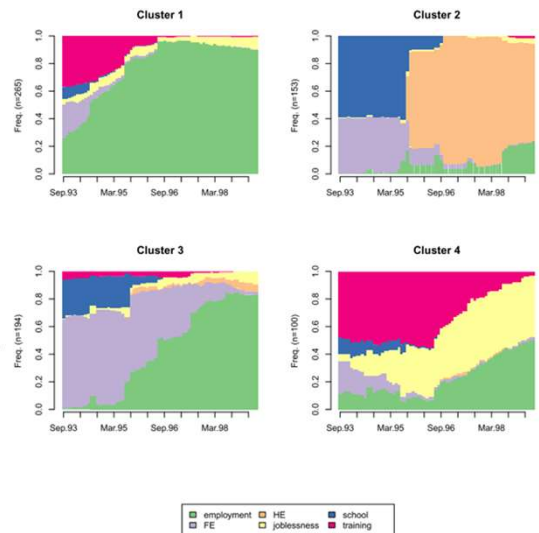 Cluster 1
Freq. (n=265)
0.0 0.2 0.4 0.6 0.8 1.0
Sep.93 Mar.95 Sep.96 Mar.98
Cluster 2
Freq. (n=153)
0.0 0.2 0.4 0.6 0.8 1.0
Sep.93 Mar.95 Sep.96 Mar.98
Cluster 3
Freq. (n=194)
0.0 0.2 0.4 0.6 0.8 1.0
Sep.93 Mar.95 Sep.96 Mar.98
Cluster 4
Freq. (n=100)
0.0 0.2 0.4 0.6 0.8 1.0
Sep.93 Mar.95 Sep.96 Mar.98
employment HE school
FE joblessness training